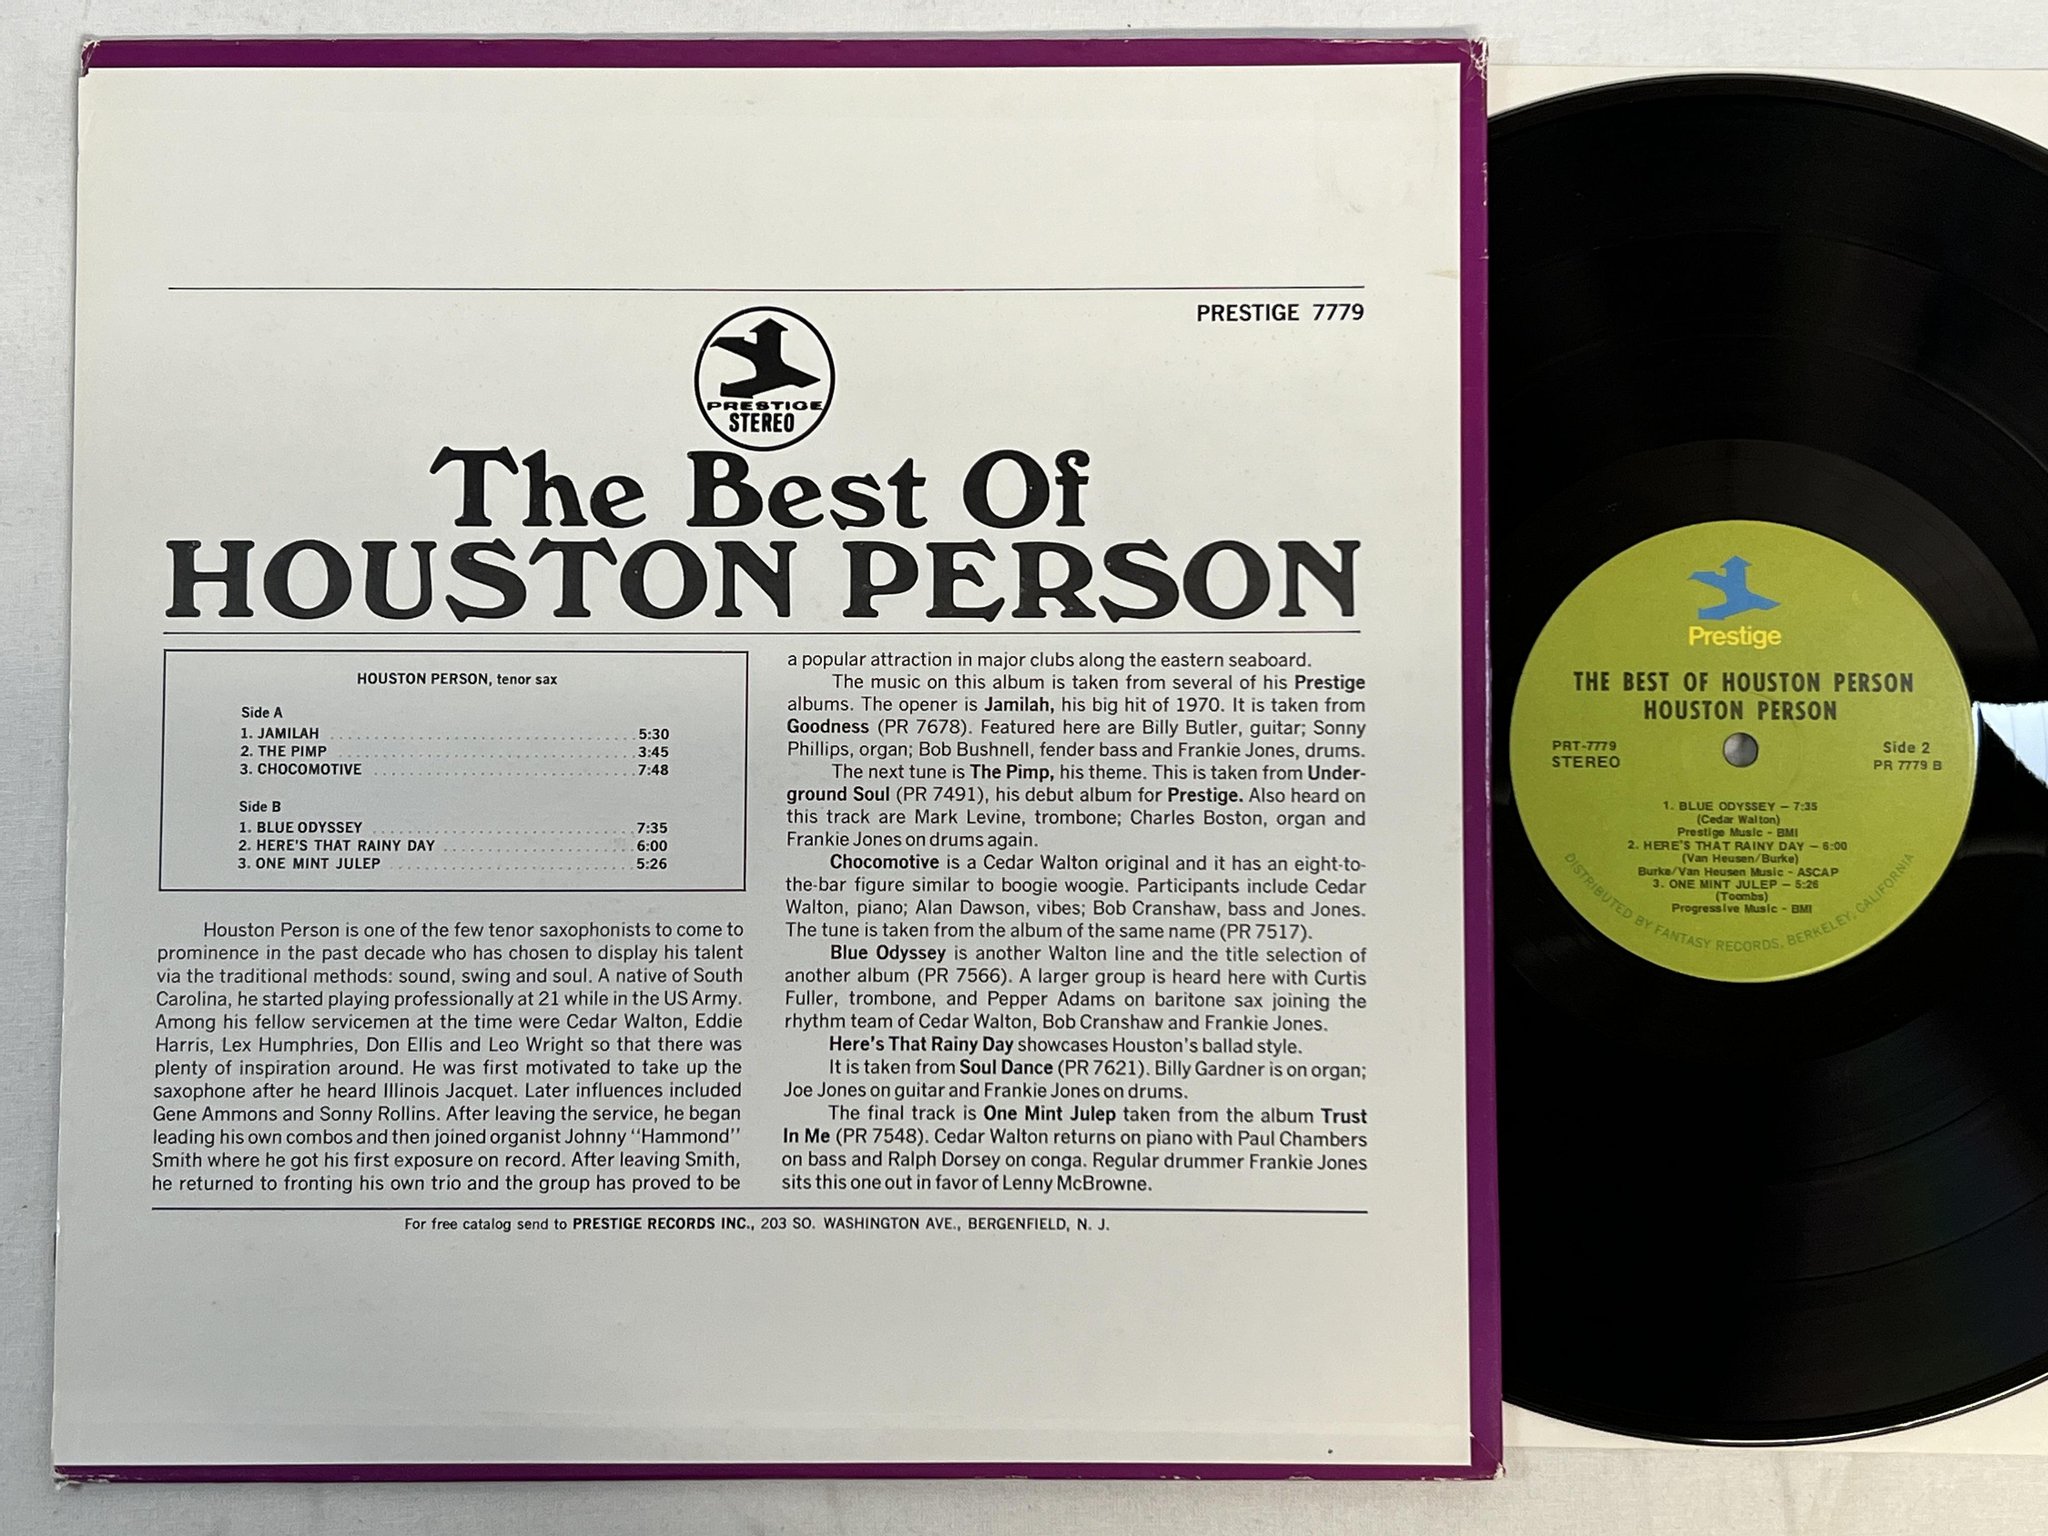 PRESTIGE 7779
PRESTIGE
STEREO
The Best Of
HOUSTON PERSON
HOUSTON PERSON, tenor sax
Side A
1. JAMILAH 5:30
2. THE PIMP 3:45
3. CHOCOMOTIVE 7:48
Side B
1. BLUE ODYSSEY 7:35
2. HERE'S THAT RAINY DAY 6:00
3. ONE MINT JULEP 5:26
Houston Person is one of the few tenor saxophonists to come to
prominence in the past decade who has chosen to display his talent
via the traditional methods: sound, swing and soul. A native of South
Carolina, he started playing professionally at 21 while in the US Army.
Among his fellow servicemen at the time were Cedar Walton, Eddie
Harris, Lex Humphries, Don Ellis and Leo Wright so that there was
plenty of inspiration around. He was first motivated to take up the
saxophone after he heard Illinois Jacquet. Later influences included
Gene Ammons and Sonny Rollins. After leaving the service, he began
leading his own combos and then joined organist Johnny "Hammond"
Smith where he got his first exposure on record. After leaving Smith,
he returned to fronting his own trio and the group has proved to be
a popular attraction in major clubs along the eastern seaboard.
The music on this album is taken from several of his Prestige
albums. The opener is Jamilah, his big hit of 1970. It is taken from
Goodness (PR 7678). Featured here are Billy Butler, guitar; Sonny
Phillips, organ; Bob Bushnell, fender bass and Frankie Jones, drums.
The next tune is The Pimp, his theme. This is taken from Under-
ground Soul (PR 7491), his debut album for Prestige. Also heard on
this track are Mark Levine, trombone; Charles Boston, organ and
Frankie Jones on drums again.
Chocomotive is a Cedar Walton original and it has an eight-to-
the-bar figure similar to boogie woogie. Participants include Cedar
Walton, piano; Alan Dawson, vibes; Bob Cranshaw, bass and Jones.
The tune is taken from the album of the same name (PR 7517).
Blue Odyssey is another Walton line and the title selection of
another album (PR 7566). A larger group is heard here with Curtis
Fuller, trombone, and Pepper Adams on baritone sax joining the
rhythm team of Cedar Walton, Bob Cranshaw and Frankie Jones.
Here's That Rainy Day showcases Houston's ballad style.
It is taken from Soul Dance (PR 7621). Billy Gardner is on organ;
Joe Jones on guitar and Frankie Jones on drums.
The final track is One Mint Julep taken from the album Trust
In Me (PR 7548). Cedar Walton returns on piano with Paul Chambers
on bass and Ralph Dorsey on conga. Regular drummer Frankie Jones
sits this one out in favor of Lenny McBrowne.
For free catalog send to PRESTIGE RECORDS INC., 203 SO. WASHINGTON AVE., BERGENFIELD, N. J.
Prestige
THE BEST OF HOUSTON PERSON
HOUSTON PERSON
PRT-7779
STEREO
Side 2
PR 7779 B
1. BLUE ODYSSEY – 7:35
(Cedar Walton)
Prestige Music - BMI
2. HERE'S THAT RAINY DAY – 6:00
(Van Heusen/Burke)
Burke/Van Heusen Music - ASCAP
3. ONE MINT JULEP – 5:26
(Toombs)
Progressive Music - BMI
DISTRIBUTED BY FANTASY RECORDS, BERKELEY, CALIFORNIA